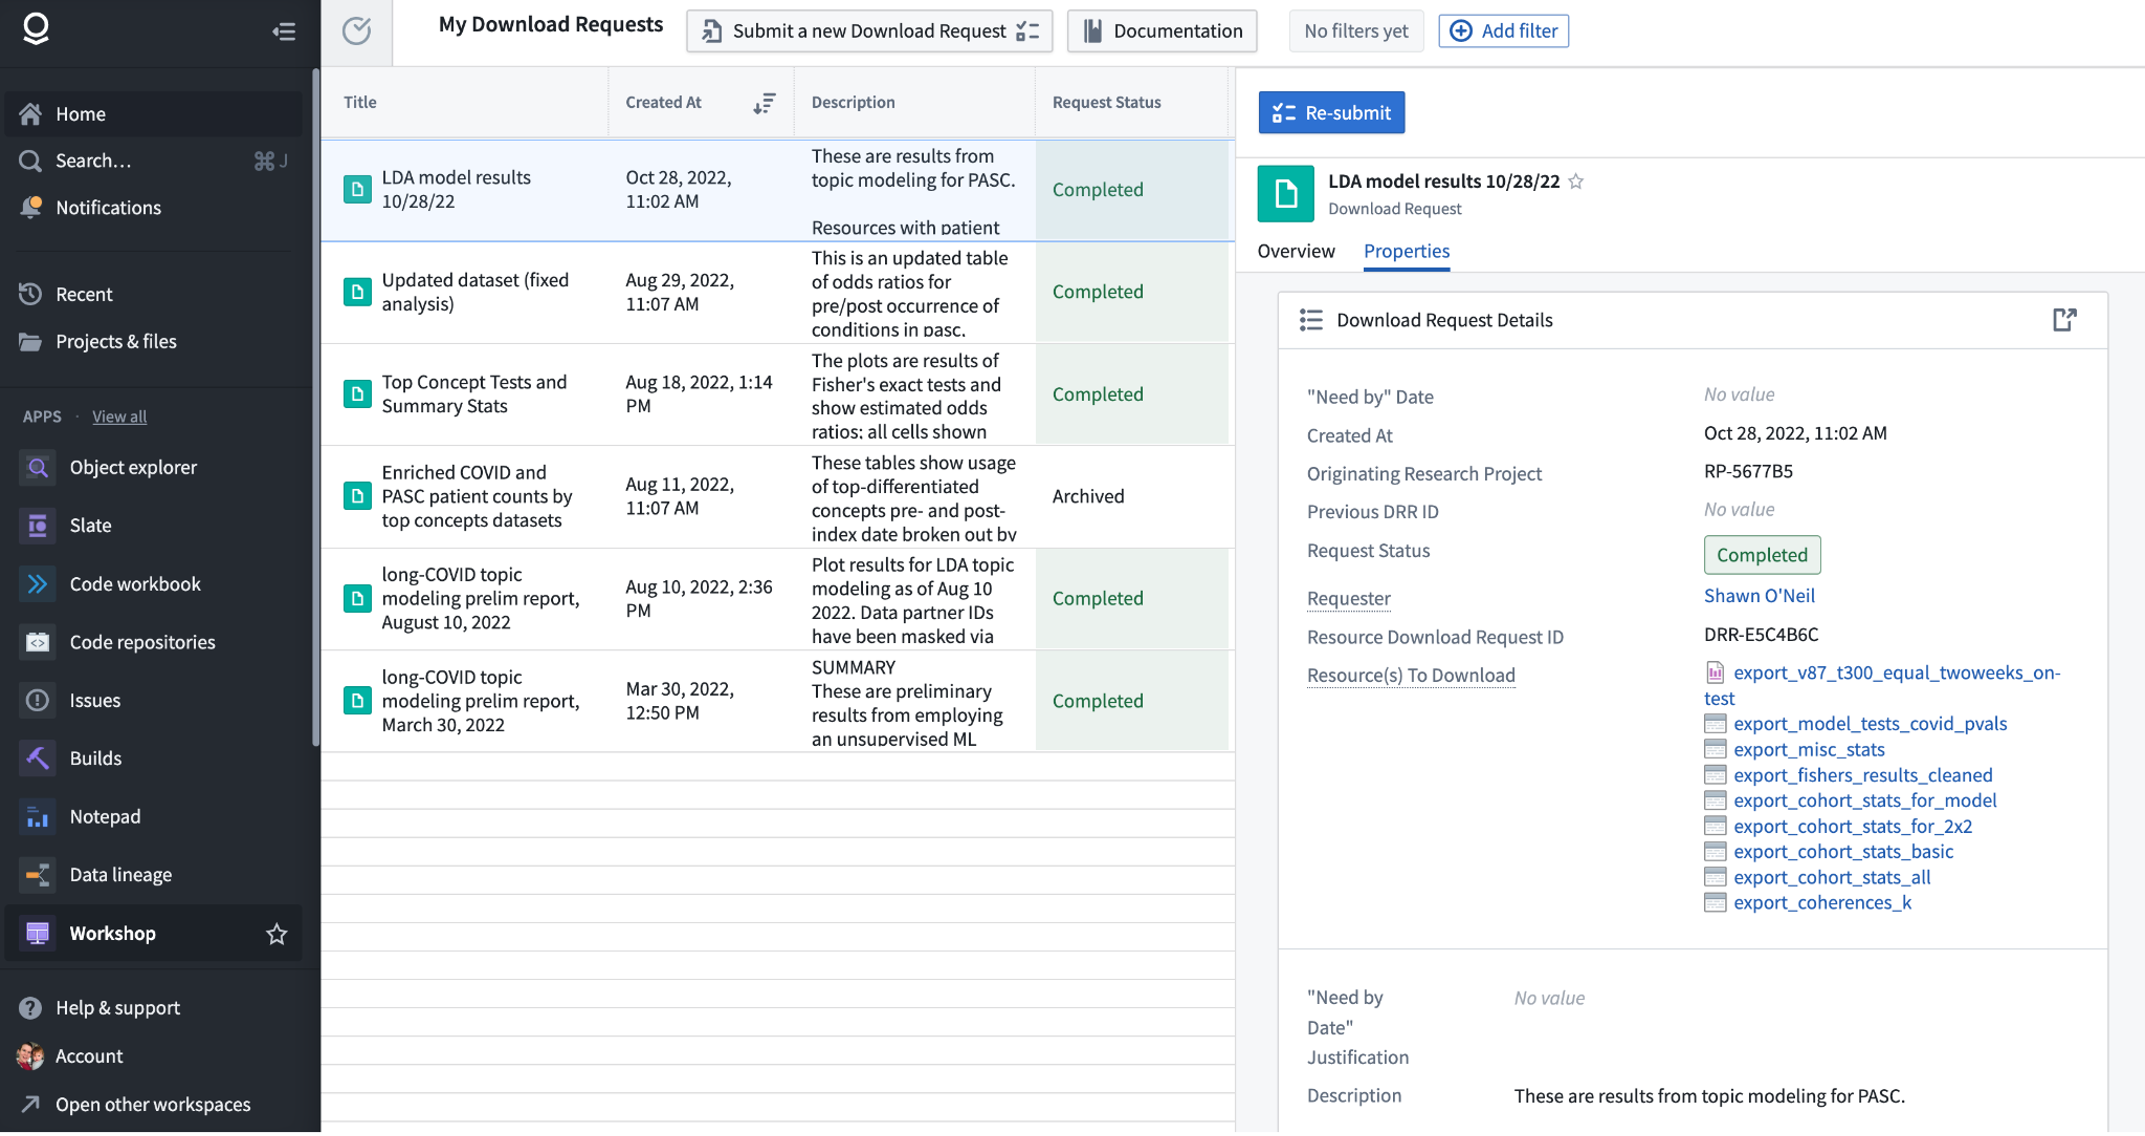 My Download Requests
Submit a new Download Request
Documentation
No filters yet
Add filter
Home
Search…
⌘ J
Notifications
Recent
Projects & files
APPS · View all
Object explorer
Slate
Code workbook
Code repositories
Issues
Builds
Notepad
Data lineage
Workshop
Help & support
Account
Open other workspaces
Title
Created At
Description
Request Status
LDA model results
10/28/22
Oct 28, 2022,
11:02 AM
These are results from
topic modeling for PASC.
Resources with patient
Completed
Updated dataset (fixed
analysis)
Aug 29, 2022,
11:07 AM
This is an updated table
of odds ratios for
pre/post occurrence of
conditions in pasc.
Completed
Top Concept Tests and
Summary Stats
Aug 18, 2022, 1:14
PM
The plots are results of
Fisher's exact tests and
show estimated odds
ratios; all cells shown
Completed
Enriched COVID and
PASC patient counts by
top concepts datasets
Aug 11, 2022,
11:07 AM
These tables show usage
of top-differentiated
concepts pre- and post-
index date broken out by
Archived
long-COVID topic
modeling prelim report,
August 10, 2022
Aug 10, 2022, 2:36
PM
Plot results for LDA topic
modeling as of Aug 10
2022. Data partner IDs
have been masked via
Completed
long-COVID topic
modeling prelim report,
March 30, 2022
Mar 30, 2022,
12:50 PM
SUMMARY
These are preliminary
results from employing
an unsupervised ML
Completed
Re-submit
LDA model results 10/28/22
Download Request
Overview
Properties
Download Request Details
"Need by" Date
No value
Created At
Oct 28, 2022, 11:02 AM
Originating Research Project
RP-5677B5
Previous DRR ID
No value
Request Status
Completed
Requester
Shawn O'Neil
Resource Download Request ID
DRR-E5C4B6C
Resource(s) To Download
export_v87_t300_equal_twoweeks_on-
test
export_model_tests_covid_pvals
export_misc_stats
export_fishers_results_cleaned
export_cohort_stats_for_model
export_cohort_stats_for_2x2
export_cohort_stats_basic
export_cohort_stats_all
export_coherences_k
"Need by
Date"
Justification
No value
Description
These are results from topic modeling for PASC.